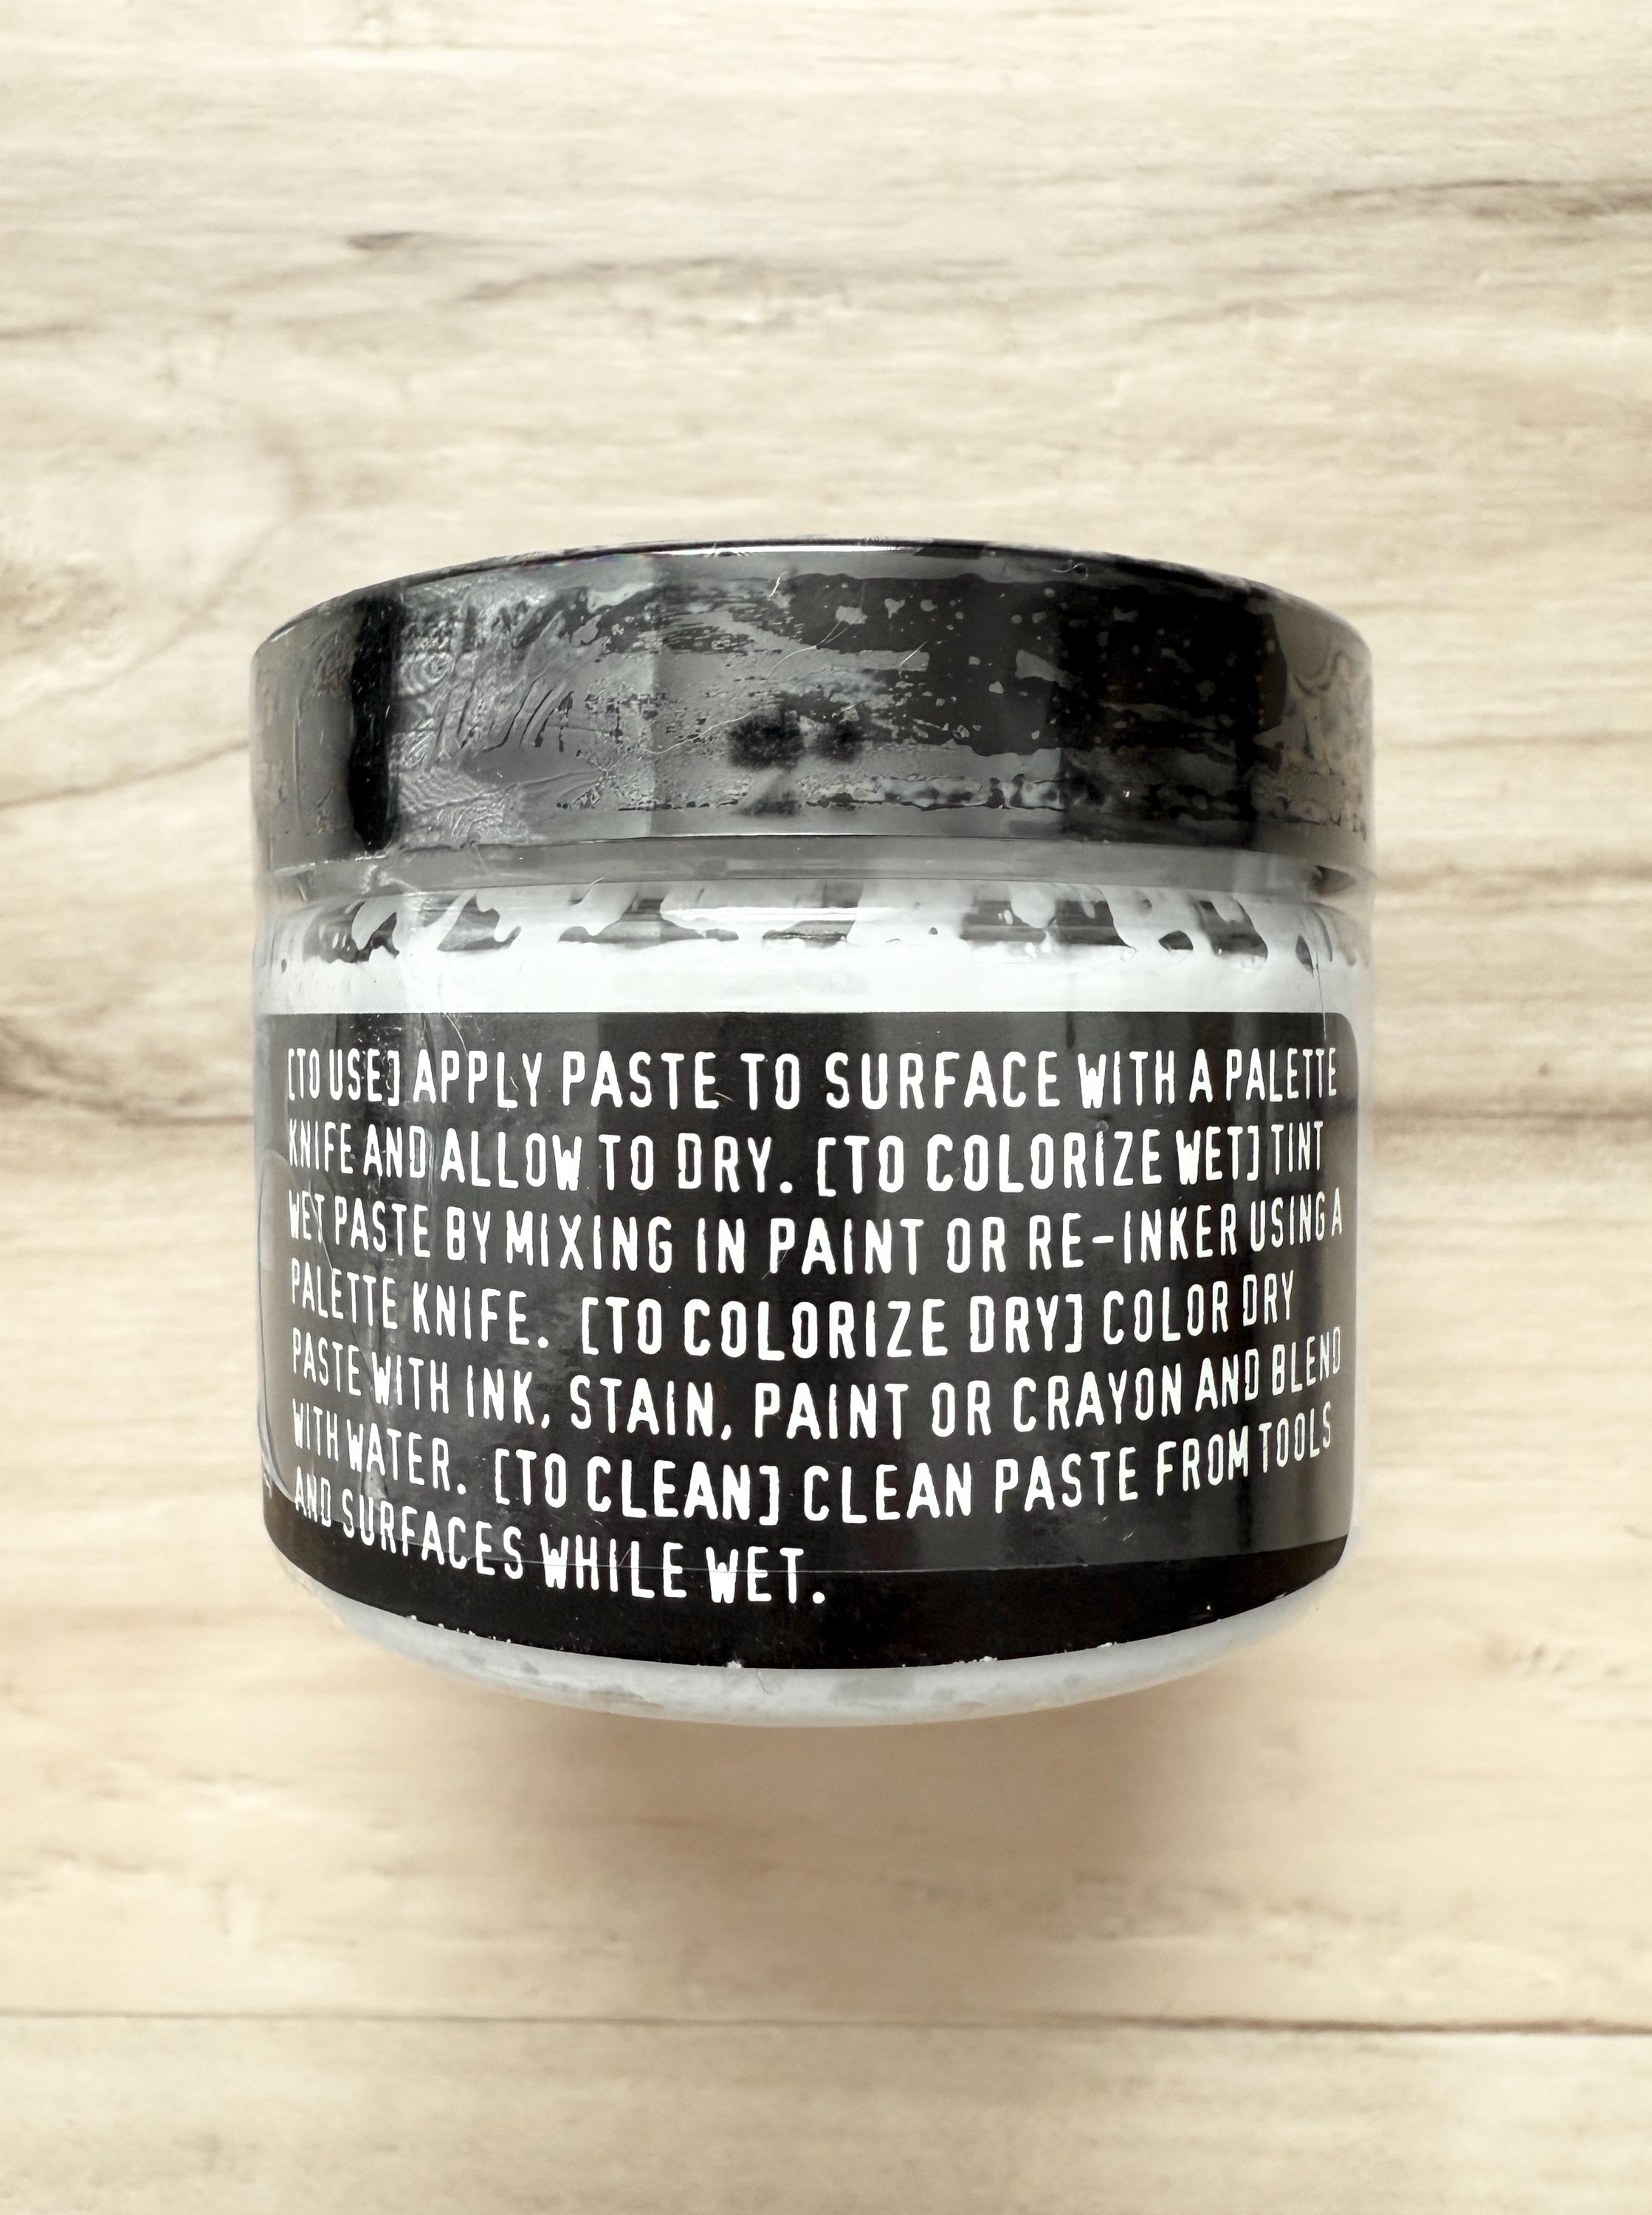 [TO USE] APPLY PASTE TO SURFACE WITH A PALETTE
KNIFE AND ALLOW TO DRY. [TO COLORIZE WET] TINT
WET PASTE BY MIXING IN PAINT OR RE-INKER USING A
PALETTE KNIFE. [TO COLORIZE DRY] COLOR DRY
PASTE WITH INK, STAIN, PAINT OR CRAYON AND BLEND
WITH WATER. [TO CLEAN] CLEAN PASTE FROM TOOLS
AND SURFACES WHILE WET.